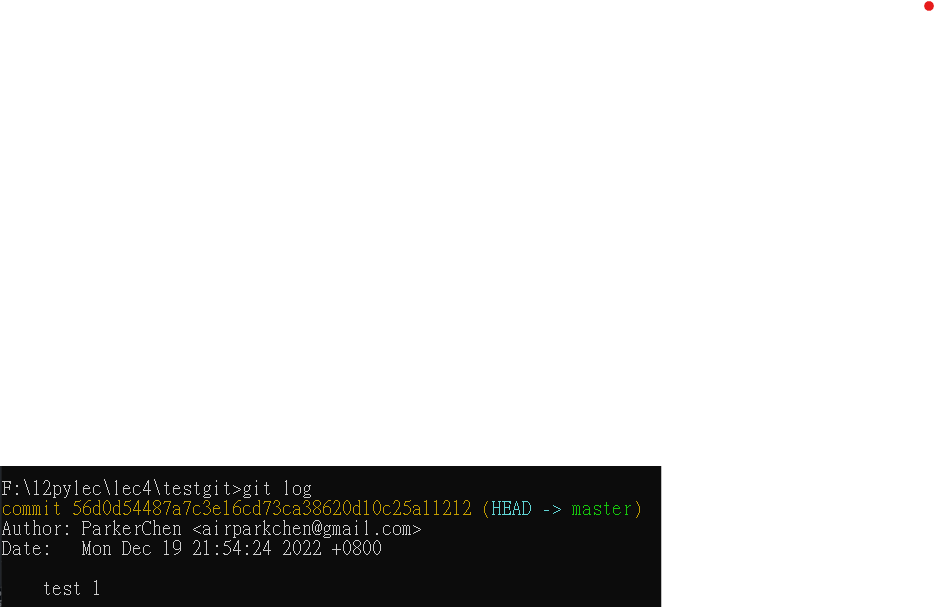 F:\12pylec\lec4\testgit>git log
commit 56d0d54487a7c3e16cd73ca38620d10c25a11212 (HEAD -> master)
Author: ParkerChen <airparkchen@gmail.com>
Date:   Mon Dec 19 21:54:24 2022 +0800
test 1